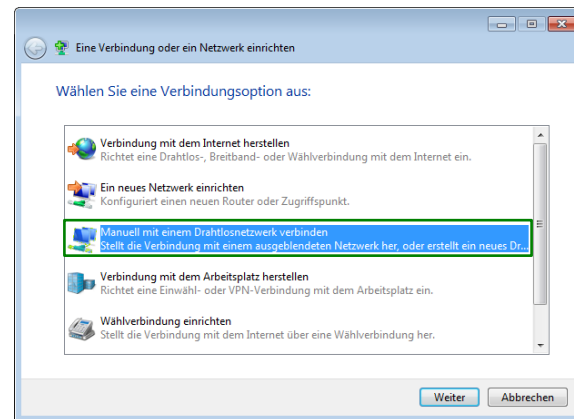 Eine Verbindung oder ein Netzwerk einrichten
Wählen Sie eine Verbindungsoption aus:
Verbindung mit dem Internet herstellen
Richtet eine Drahtlos-, Breitband- oder Wählverbindung mit dem Internet ein.
Ein neues Netzwerk einrichten
Konfiguriert einen neuen Router oder Zugriffspunkt.
Manuell mit einem Drahtlosnetzwerk verbinden
Stellt die Verbindung mit einem ausgeblendeten Netzwerk her, oder erstellt ein neues Dr...
Verbindung mit dem Arbeitsplatz herstellen
Richtet eine Einwähl- oder VPN-Verbindung mit dem Arbeitsplatz ein.
Wählverbindung einrichten
Stellt die Verbindung mit dem Internet über eine Wählverbindung her.
Weiter Abbrechen